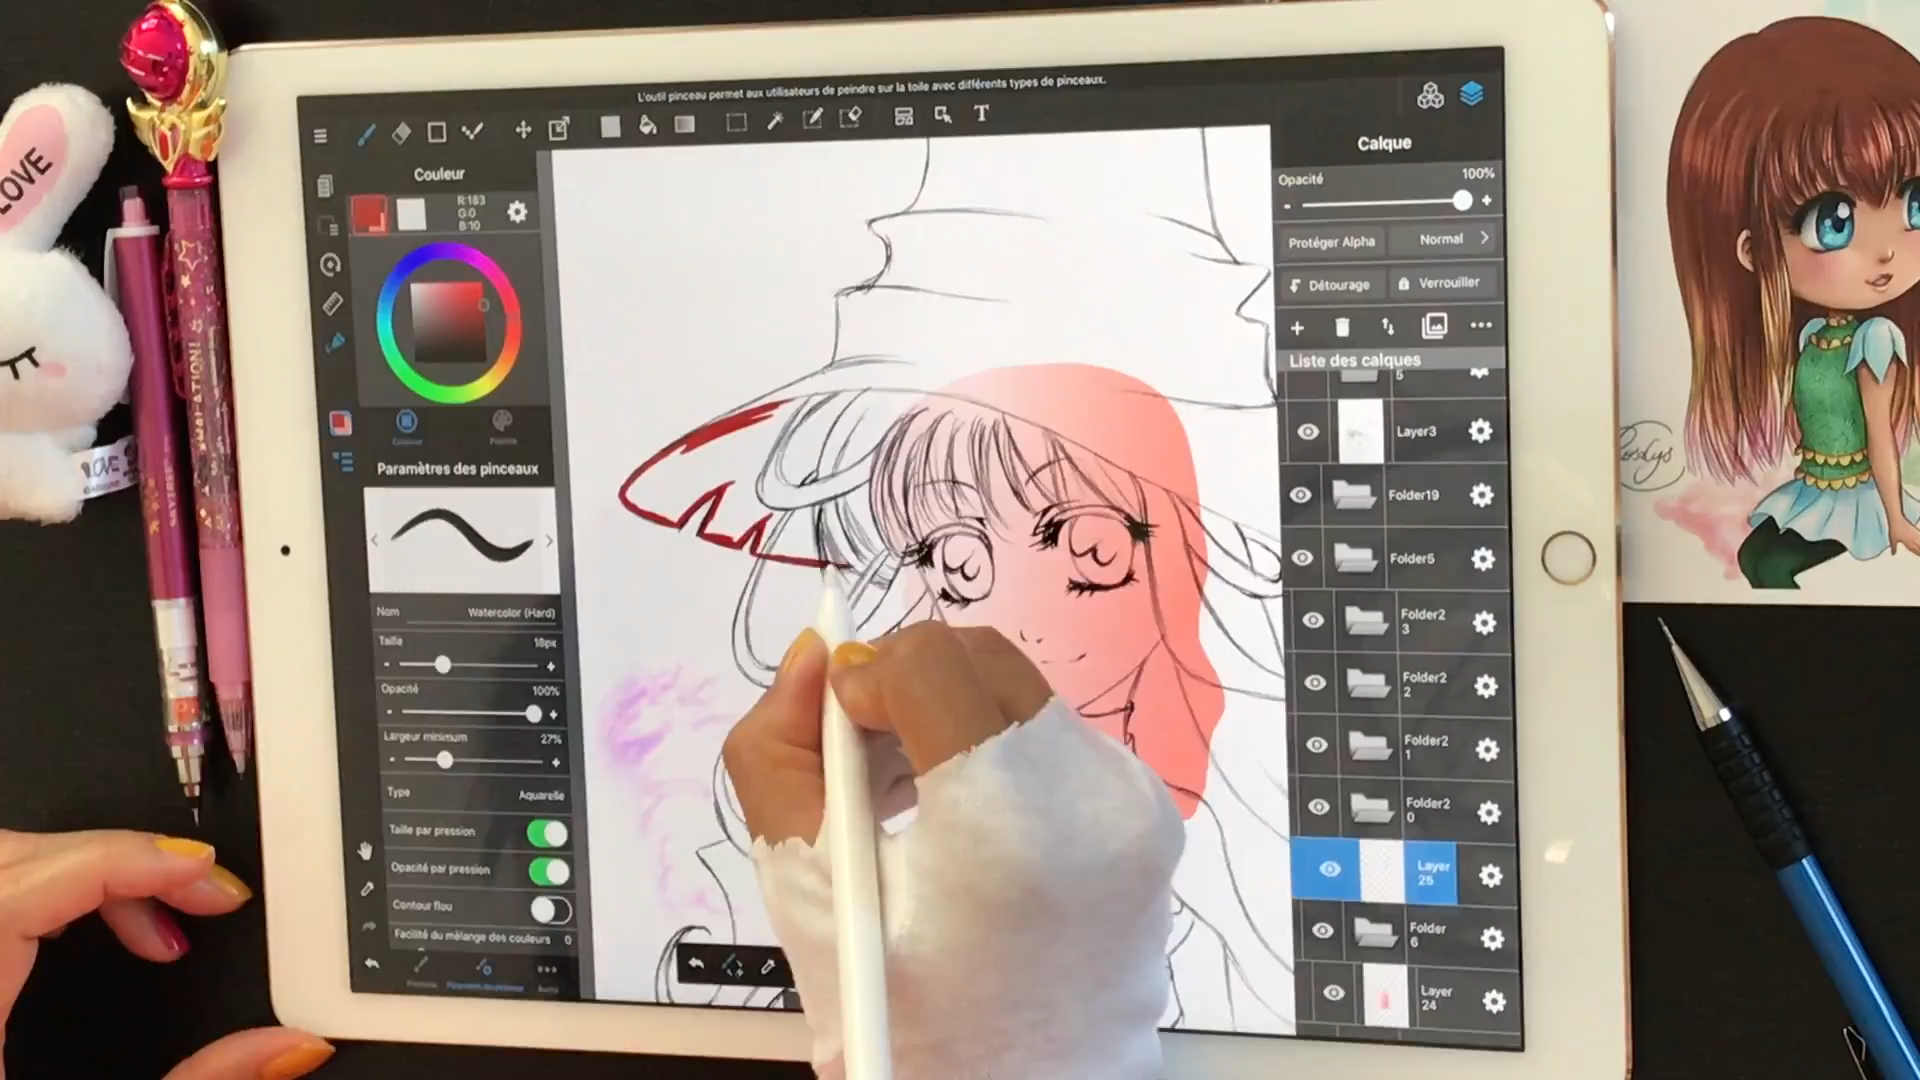 LOVE
LOVE
L'outil pinceau permet aux utilisateurs de peindre sur la toile avec différents types de pinceaux.
T
Couleur
R:183
G:0
B:10
Paramètres des pinceaux
Nom Watercolor (Hard)
Taille 18px
- +
Opacité 100%
- +
Largeur minimum 27%
- +
Type Aquarelle
Taille par pression
Opacité par pression
Contour flou
Facilité du mélange des couleurs 0
Calque
Opacité 100%
- +
Protéger Alpha Normal
Détourage Verrouiller
Liste des calques
5
Layer3
Folder19
Folder5
Folder2
3
Folder2
2
Folder2
1
Folder2
0
Layer
25
Folder
6
Layer
24